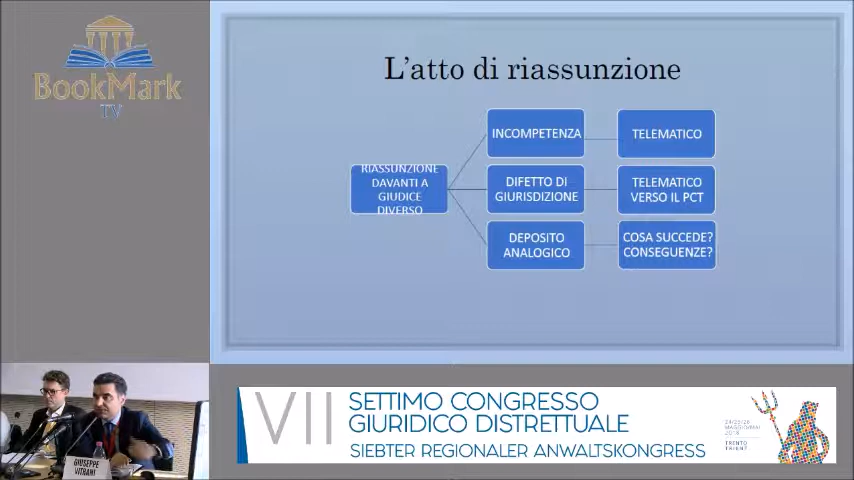 BookMark
TV
L'atto di riassunzione
RIASSUNZIONE
DAVANTI A
GIUDICE
DIVERSO
INCOMPETENZA
TELEMATICO
DIFETTO DI
GIURISDIZIONE
TELEMATICO
VERSO IL PCT
DEPOSITO
ANALOGICO
COSA SUCCEDE?
CONSEGUENZE?
GIUSEPPE
VITRANI
VII
SETTIMO CONGRESSO
GIURIDICO DISTRETTUALE
SIEBTER REGIONALER ANWALTSKONGRESS
TRENTO
TRIENT